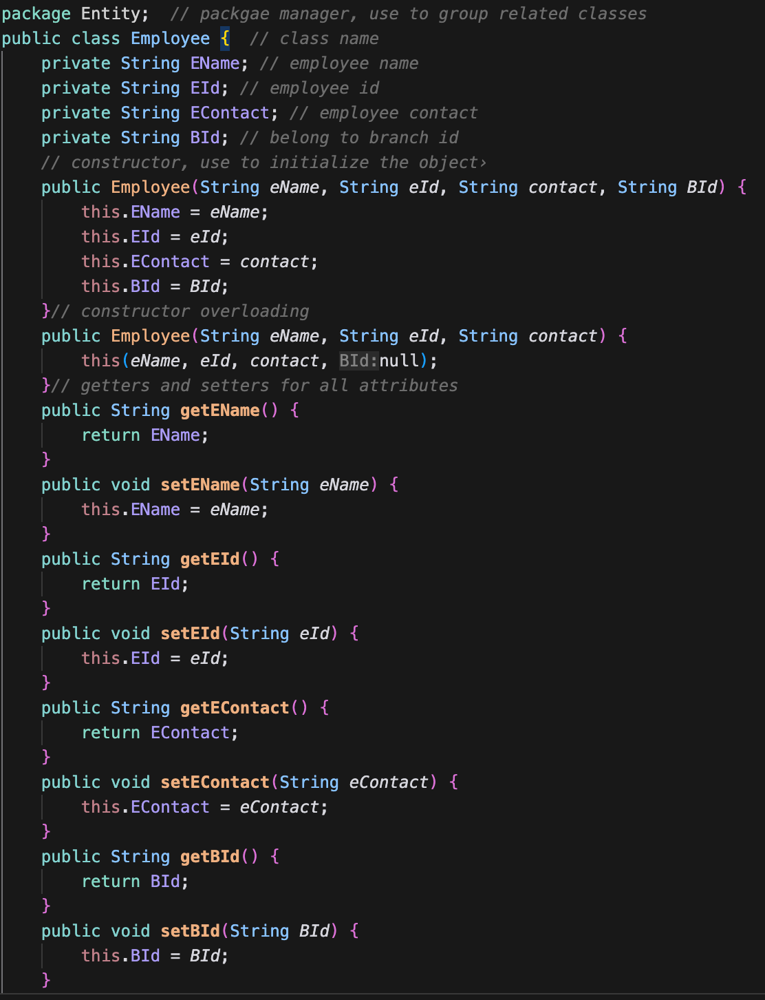 package Entity;  // packgae manager, use to group related classes
public class Employee {  // class name
    private String EName; // employee name
    private String EId; // employee id
    private String EContact; // employee contact
    private String BId; // belong to branch id
    // constructor, use to initialize the object›
    public Employee(String eName, String eId, String contact, String BId) {
        this.EName = eName;
        this.EId = eId;
        this.EContact = contact;
        this.BId = BId;
    }// constructor overloading
    public Employee(String eName, String eId, String contact) {
        this(eName, eId, contact, BId:null);
    }// getters and setters for all attributes
    public String getEName() {
        return EName;
    }
    public void setEName(String eName) {
        this.EName = eName;
    }
    public String getEId() {
        return EId;
    }
    public void setEId(String eId) {
        this.EId = eId;
    }
    public String getEContact() {
        return EContact;
    }
    public void setEContact(String eContact) {
        this.EContact = eContact;
    }
    public String getBId() {
        return BId;
    }
    public void setBId(String BId) {
        this.BId = BId;
    }